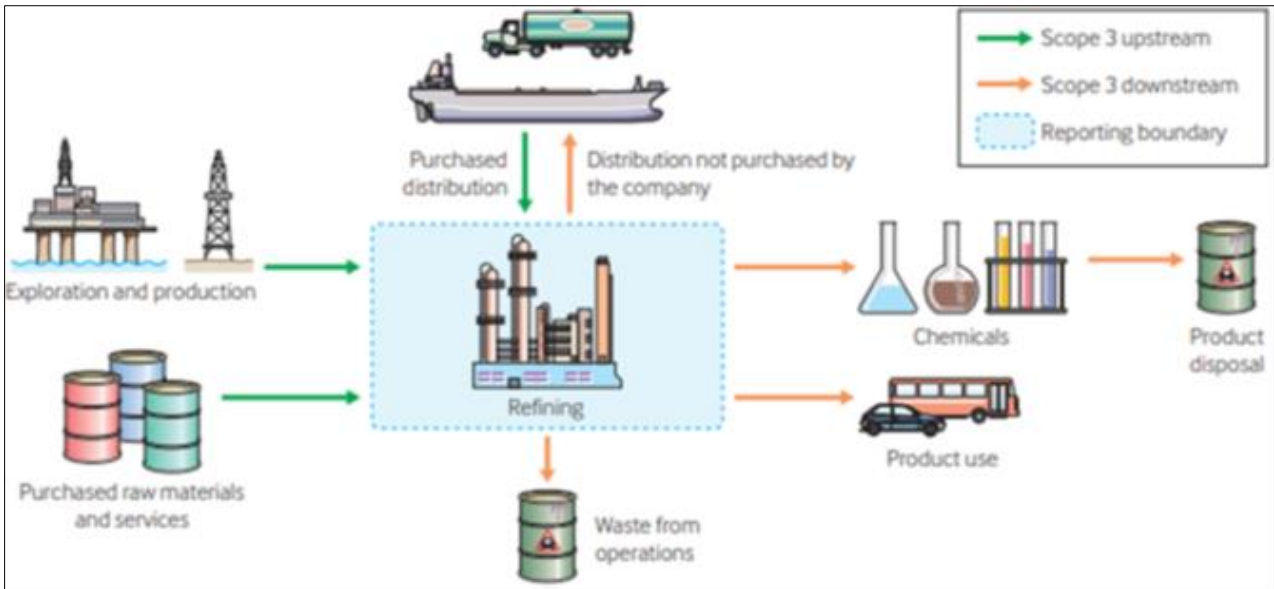 Scope 3 upstream
Scope 3 downstream
Reporting boundary
Purchased
distribution
Distribution not purchased by
the company
Exploration and production
Refining
Chemicals
Product
disposal
Purchased raw materials
and services
Product use
Waste from
operations